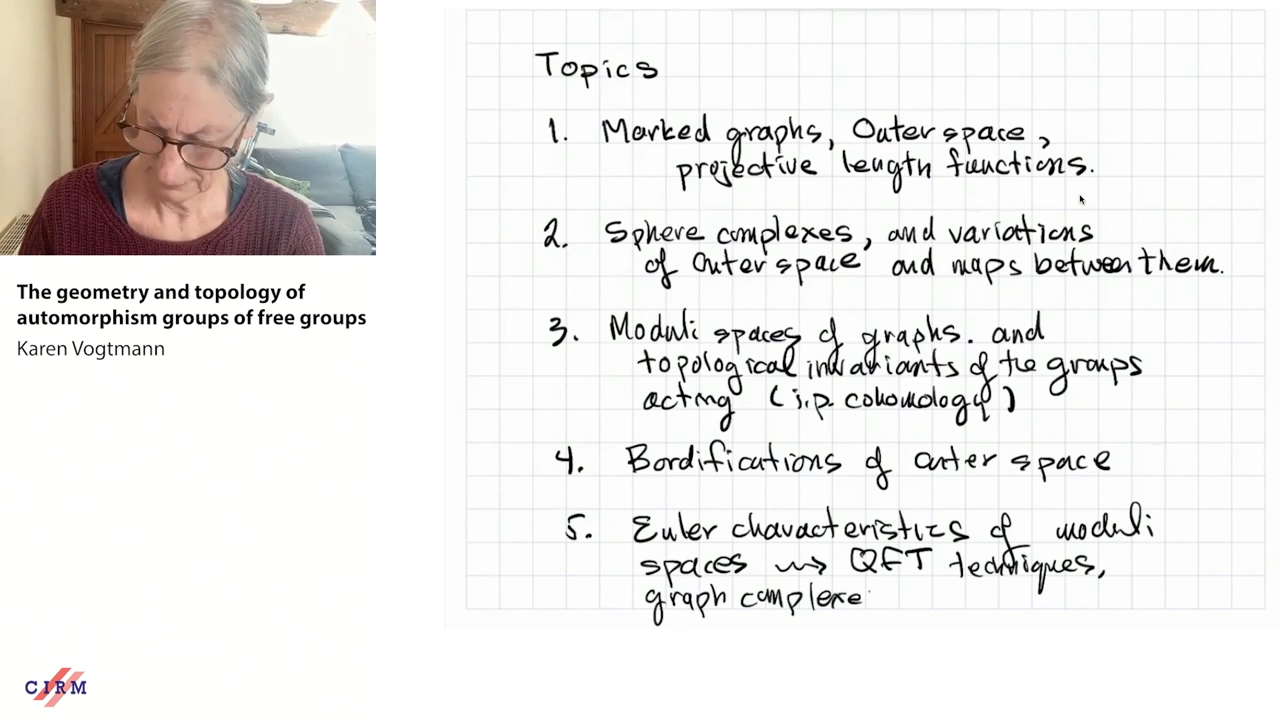 The geometry and topology of
automorphism groups of free groups
Karen Vogtmann
CIRM
Topics
1. Marked graphs, Outer space,
projective length functions.
2. Sphere complexes, and variations
of Outer space and maps between them.
3. Moduli spaces of graphs. and
topological invariants of the groups
acting (i.p. cohomology)
4. Bordifications of outer space
5. Euler characteristics of moduli
spaces ⇝ QFT techniques,
graph complexe